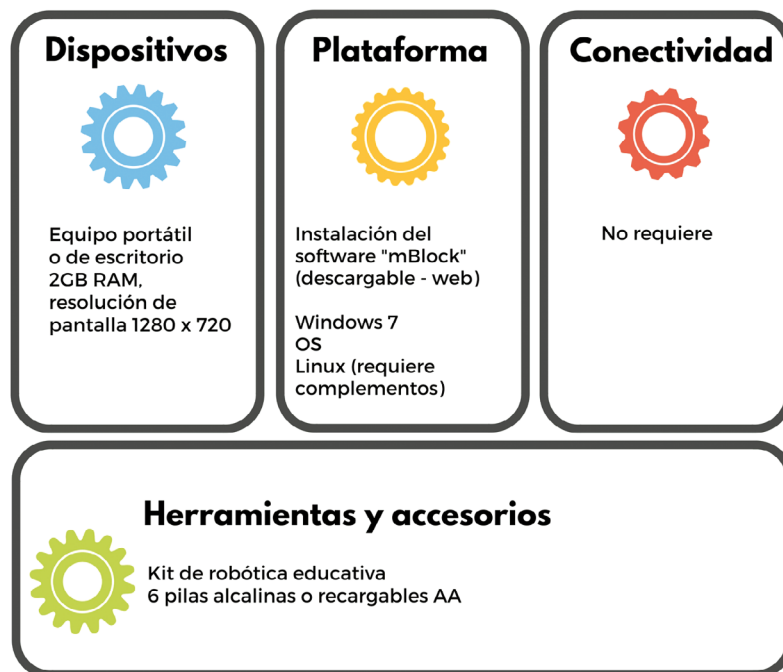 Dispositivos
Equipo portátil
o de escritorio
2GB RAM,
resolución de
pantalla 1280 x 720
Plataforma
Instalación del
software "mBlock"
(descargable - web)
Windows 7
OS
Linux (requiere
complementos)
Conectividad
No requiere
Herramientas y accesorios
Kit de robótica educativa
6 pilas alcalinas o recargables AA